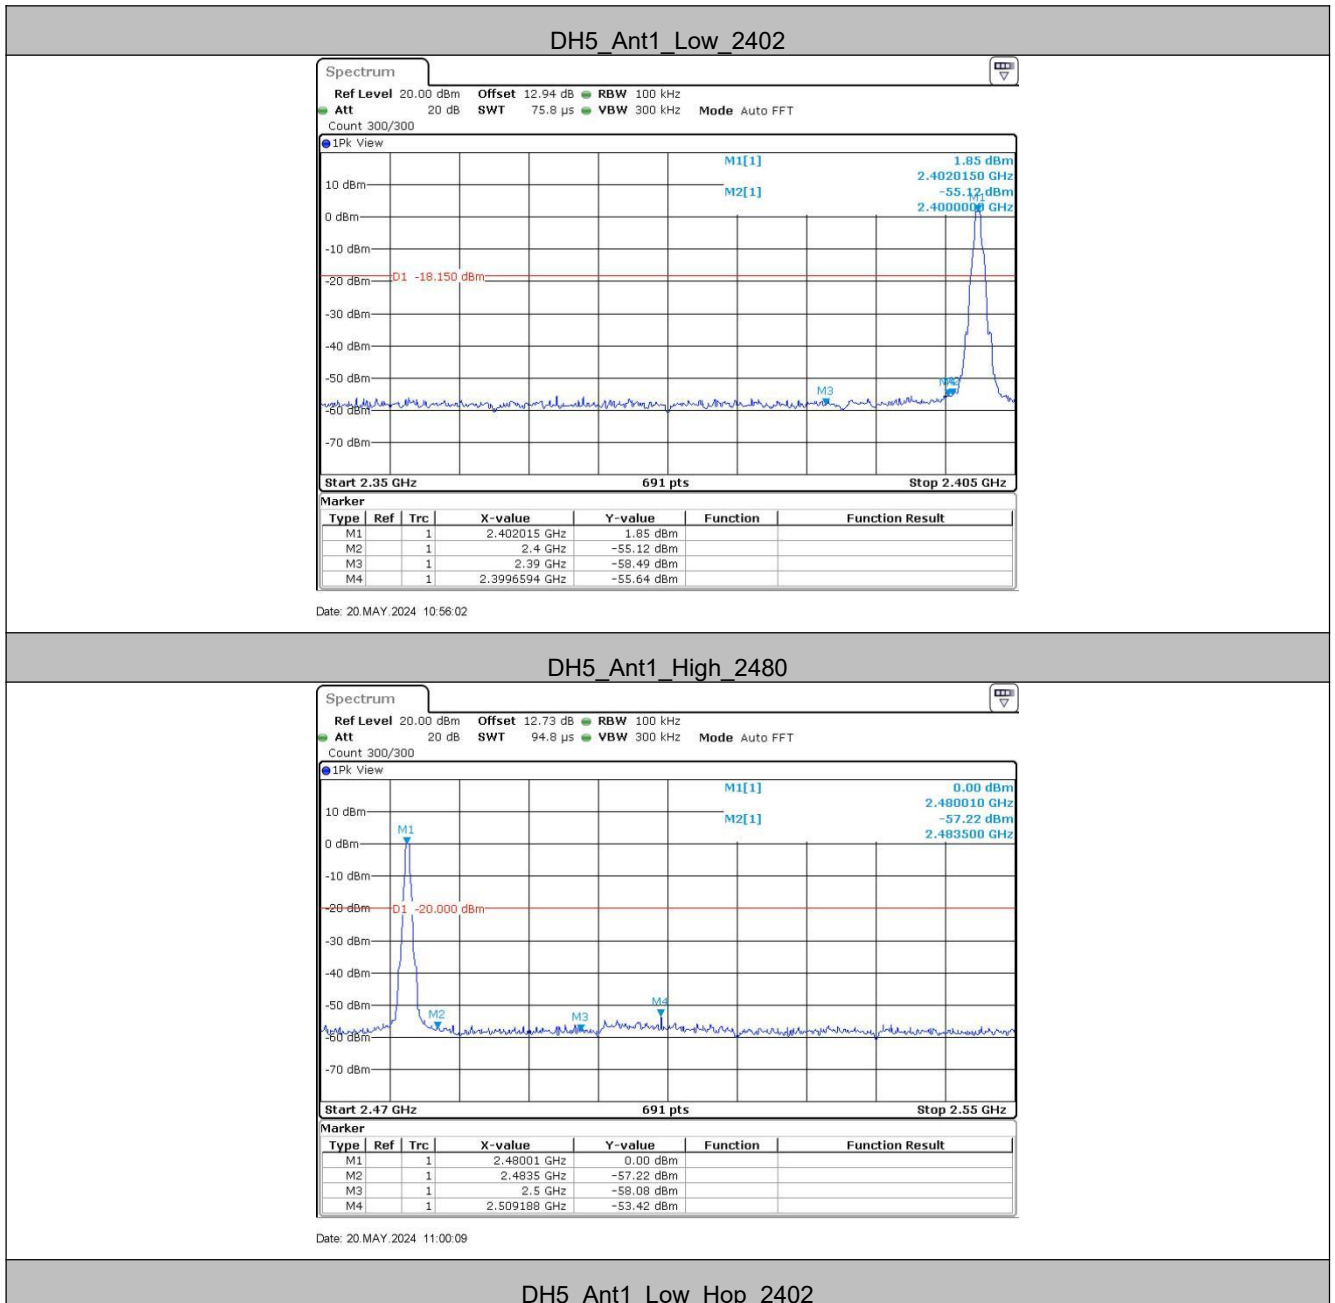 DH5_Ant1_Low_2402
Spectrum
Ref Level 20.00 dBm Offset 12.94 dB RBW 100 kHz
Att 20 dB SWT 75.8 µs VBW 300 kHz Mode Auto FFT
Count 300/300
1Pk View
M1[1] 1.85 dBm
2.4020150 GHz
M2[1] -55.12 dBm
2.4000000 GHz
M1
10 dBm
0 dBm
-10 dBm
D1 -18.150 dBm
-20 dBm
-30 dBm
-40 dBm
-50 dBm
M3
M4 M2
-60 dBm
-70 dBm
Start 2.35 GHz 691 pts Stop 2.405 GHz
Marker
Type Ref Trc X-value Y-value Function Function Result
M1 1 2.402015 GHz 1.85 dBm
M2 1 2.4 GHz -55.12 dBm
M3 1 2.39 GHz -58.49 dBm
M4 1 2.3996594 GHz -55.64 dBm
Date: 20.MAY.2024 10:56:02
DH5_Ant1_High_2480
Spectrum
Ref Level 20.00 dBm Offset 12.73 dB RBW 100 kHz
Att 20 dB SWT 94.8 µs VBW 300 kHz Mode Auto FFT
Count 300/300
1Pk View
M1[1] 0.00 dBm
2.480010 GHz
M2[1] -57.22 dBm
2.483500 GHz
10 dBm
M1
0 dBm
-10 dBm
-20 dBm D1 -20.000 dBm
-30 dBm
-40 dBm
-50 dBm
M2 M3 M4
-60 dBm
-70 dBm
Start 2.47 GHz 691 pts Stop 2.55 GHz
Marker
Type Ref Trc X-value Y-value Function Function Result
M1 1 2.48001 GHz 0.00 dBm
M2 1 2.4835 GHz -57.22 dBm
M3 1 2.5 GHz -58.08 dBm
M4 1 2.509188 GHz -53.42 dBm
Date: 20.MAY.2024 11:00:09
DH5_Ant1_Low_Hop_2402